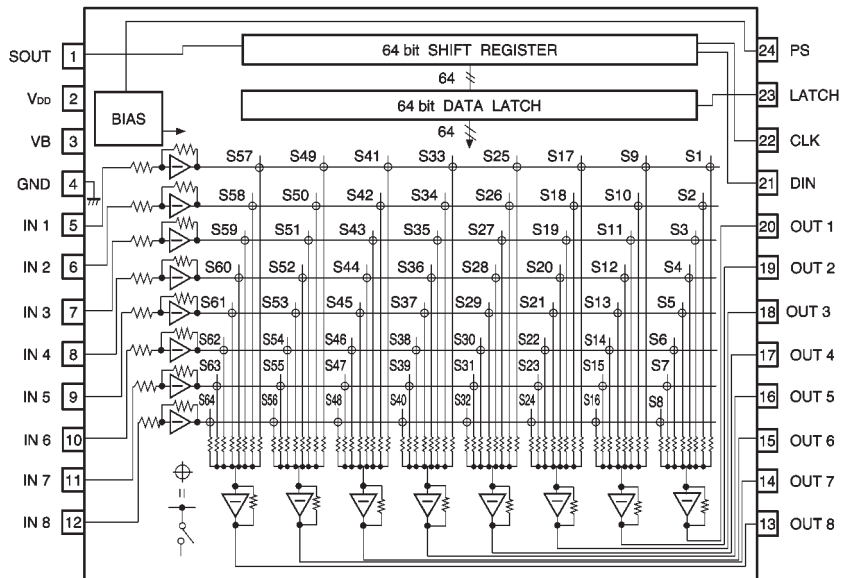 64 bit SHIFT REGISTER
SOUT 1
24 PS
64
VDD 2
64 bit DATA LATCH
23 LATCH
BIAS
64
VB 3
22 CLK
S57 S49 S41 S33 S25 S17 S9 S1
GND 4
21 DIN
S58 S50 S42 S34 S26 S18 S10 S2
IN 1 5
20 OUT 1
S59 S51 S43 S35 S27 S19 S11 S3
IN 2 6
19 OUT 2
S60 S52 S44 S36 S28 S20 S12 S4
IN 3 7
18 OUT 3
S61 S53 S45 S37 S29 S21 S13 S5
IN 4 8
17 OUT 4
S62 S54 S46 S38 S30 S22 S14 S6
S63 S55 S47 S39 S31 S23 S15 S7
IN 5 9
16 OUT 5
S64 S56 S48 S40 S32 S24 S16 S8
IN 6 10
15 OUT 6
IN 7 11
14 OUT 7
IN 8 12
13 OUT 8